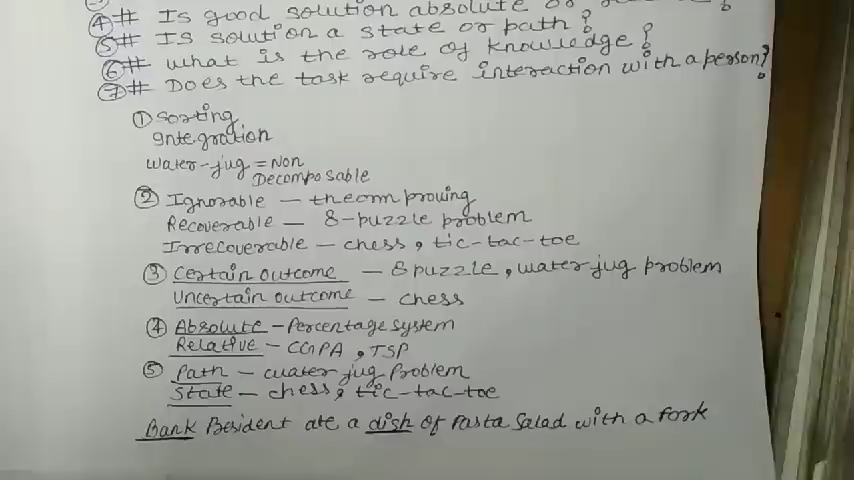 ④# Is good solution absolute or
⑤# Is solution a state or path?
⑥# What is the role of knowledge?
⑦# Does the task require interaction with a person?
① Sorting
Integration
Water-jug = Non
Decomposable
② Ignorable — theorm proving
Recoverable — 8-puzzle problem
Irrecoverable — chess, tic-tac-toe
③ Certain outcome — 8 puzzle, water jug problem
Uncertain outcome — chess
④ Absolute - Percentage system
Relative - CGPA, TSP
⑤ Path — water jug Problem
State — chess, tic-tac-toe
Bank Pesident ate a dish of Pasta Salad with a fork